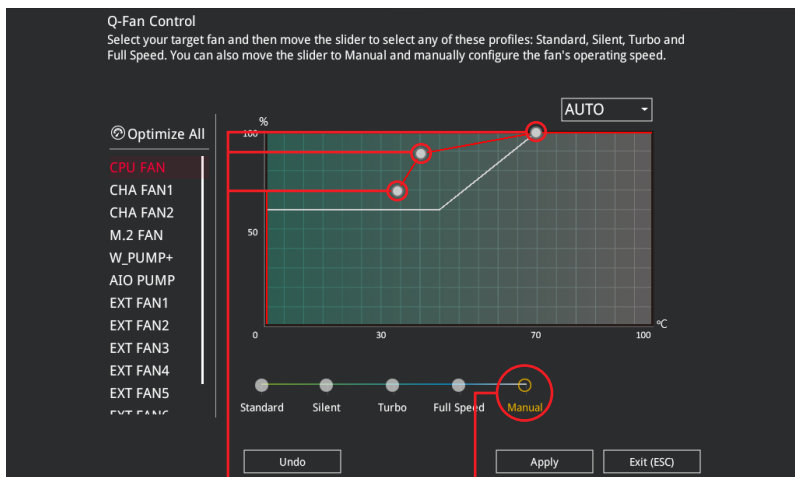 Q-Fan Control
Select your target fan and then move the slider to select any of these profiles: Standard, Silent, Turbo and
Full Speed. You can also move the slider to Manual and manually configure the fan's operating speed.
AUTO
%
Optimize All
100
CPU FAN
CHA FAN1
CHA FAN2
M.2 FAN
50
W_PUMP+
AIO PUMP
EXT FAN1
EXT FAN2
°C
0 30 70 100
EXT FAN3
EXT FAN4
EXT FAN5
Standard Silent Turbo Full Speed Manual
Undo Apply Exit (ESC)